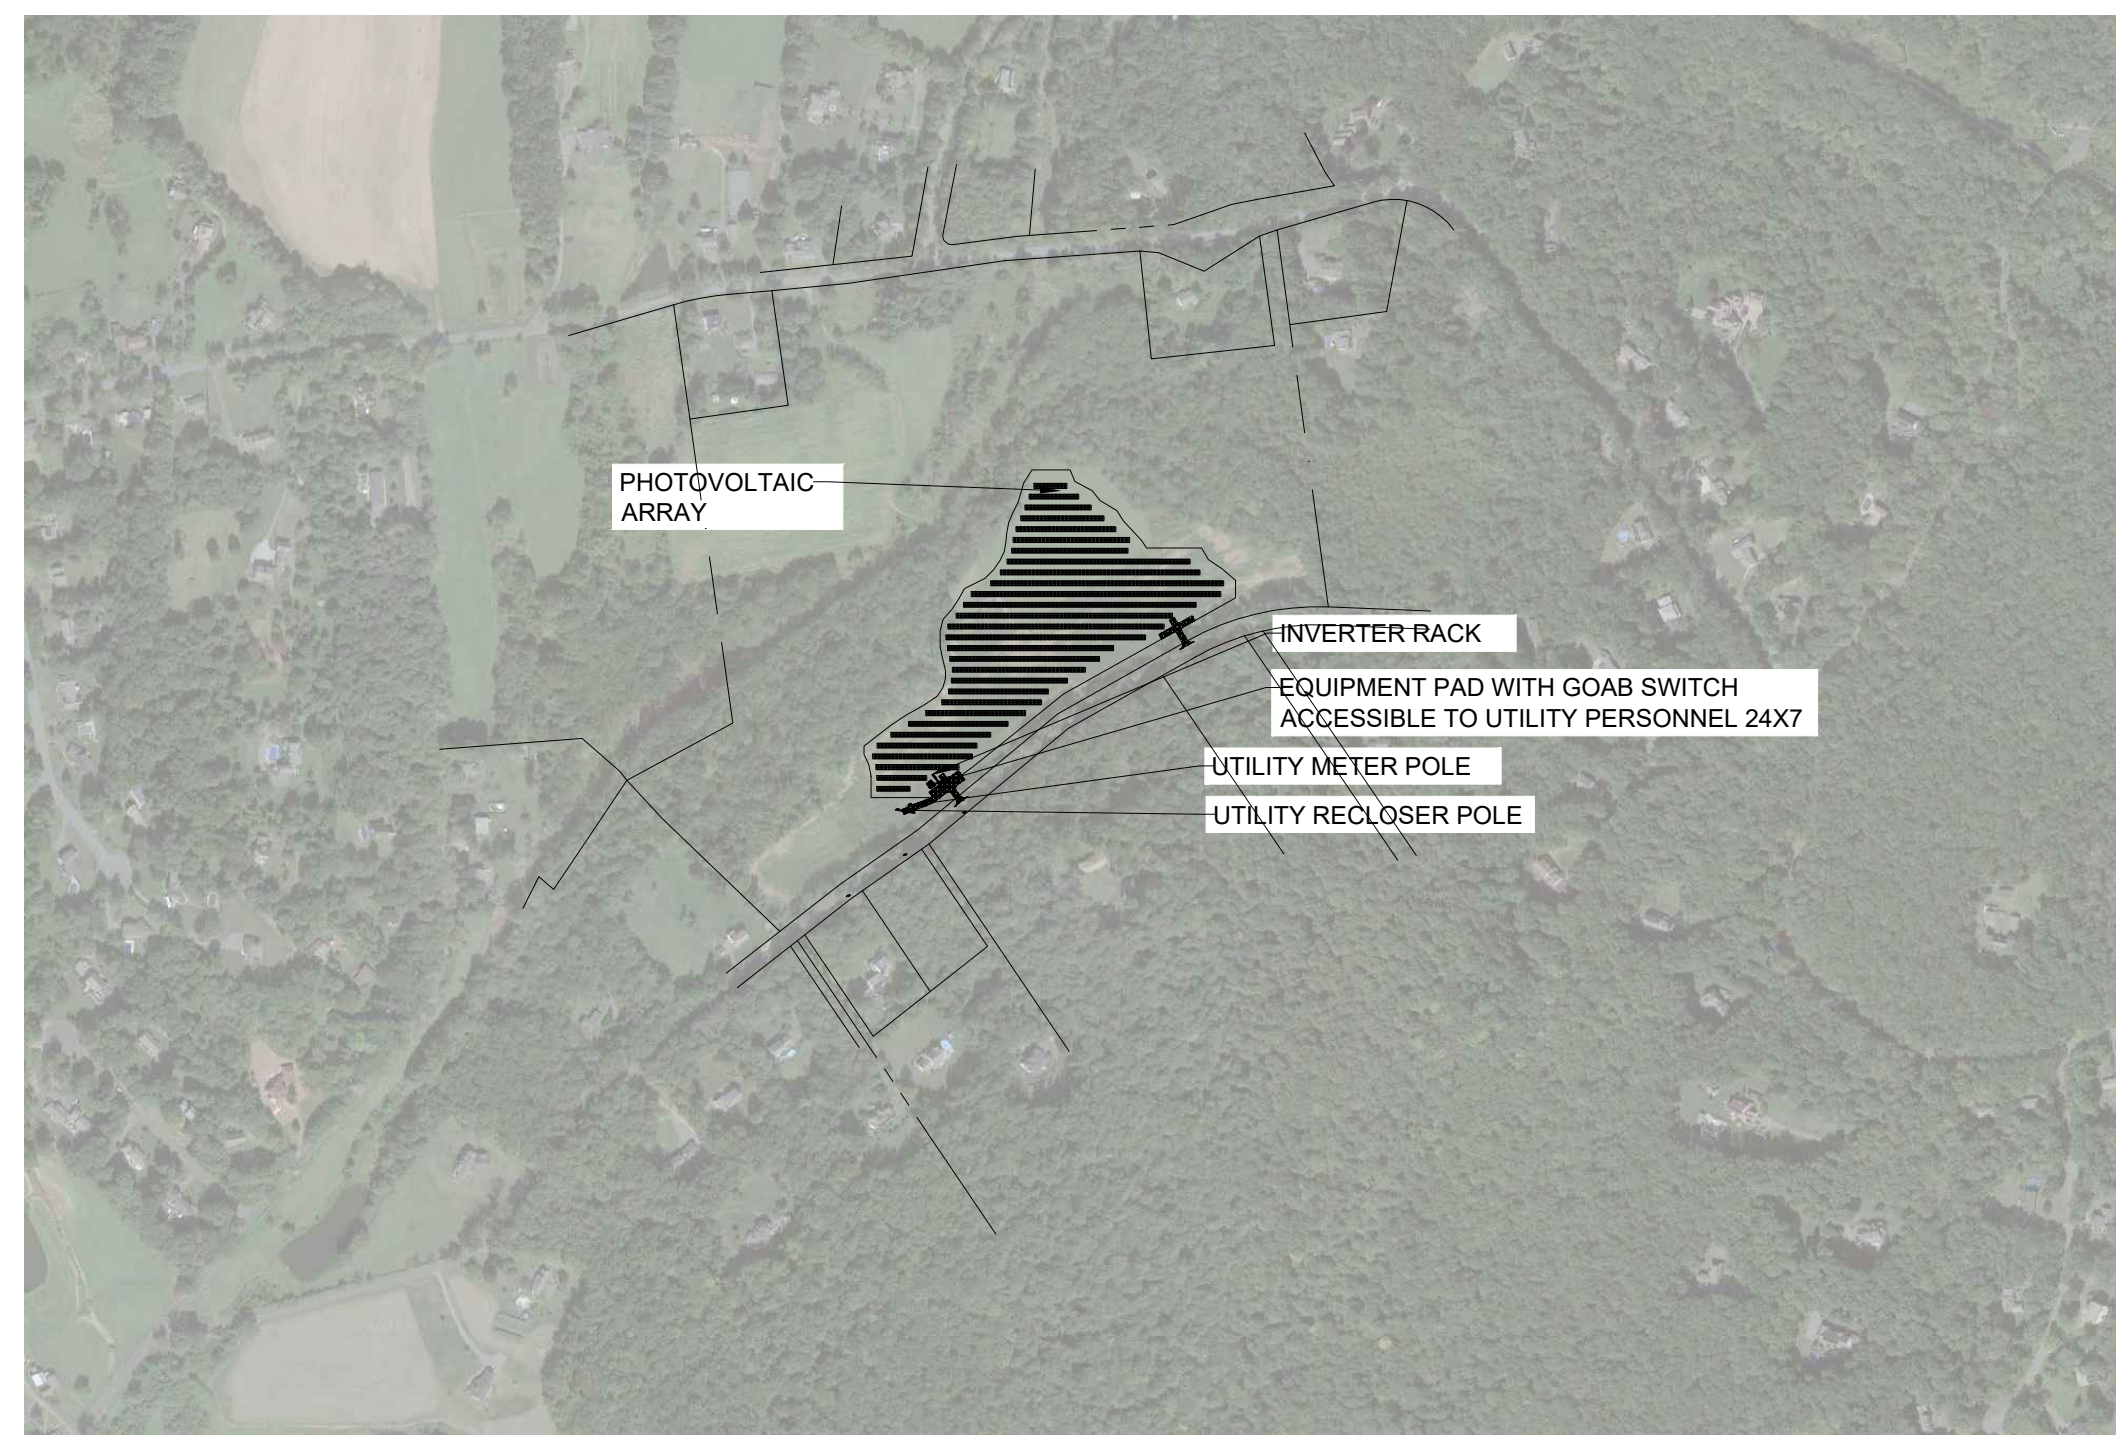 PHOTOVOLTAIC
ARRAY
INVERTER RACK
EQUIPMENT PAD WITH GOAB SWITCH
ACCESSIBLE TO UTILITY PERSONNEL 24X7
UTILITY METER POLE
UTILITY RECLOSER POLE